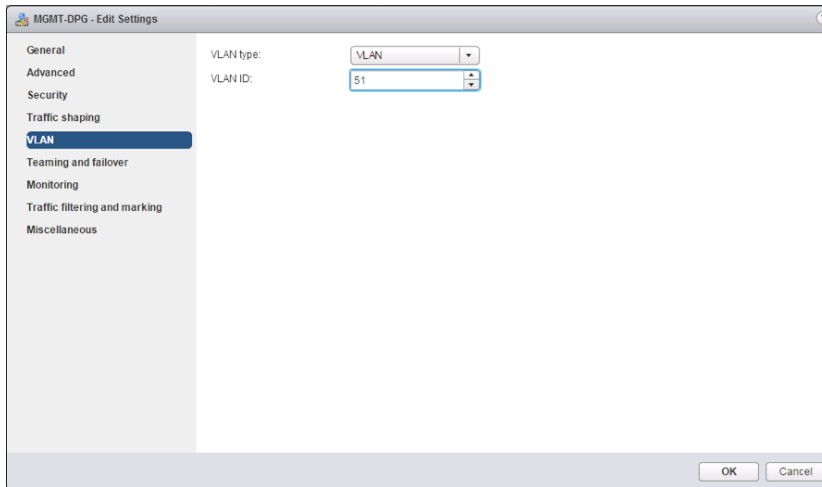 MGMT-DPG - Edit Settings
General
Advanced
Security
Traffic shaping
VLAN
Teaming and failover
Monitoring
Traffic filtering and marking
Miscellaneous
VLAN type: VLAN
VLAN ID: 51
OK Cancel